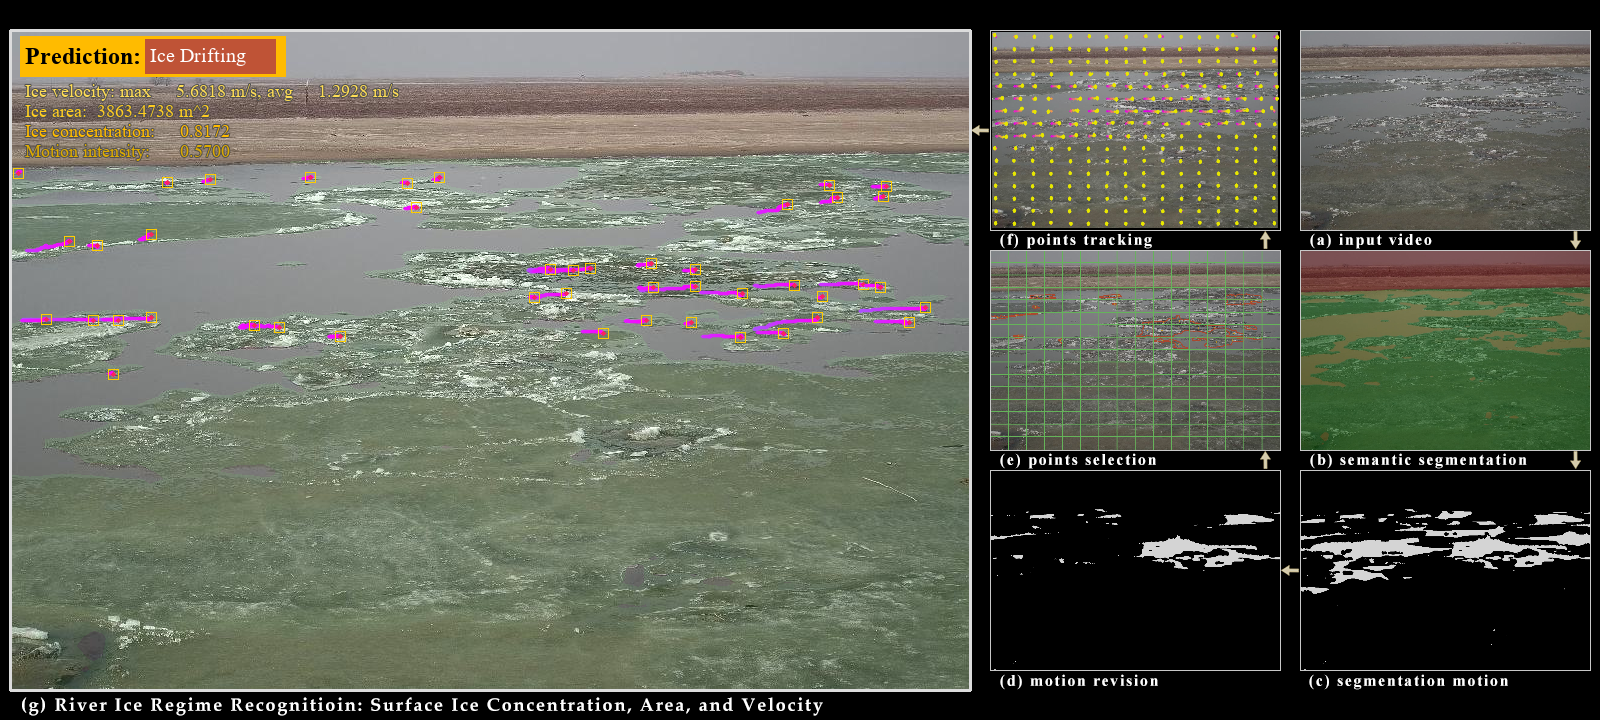 Prediction: Ice Drifting
Ice velocity: max 5.6818 m/s, avg 1.2928 m/s
Ice area: 3863.4738 m^2
Ice concentration: 0.8172
Motion intensity: 0.5700
(f) points tracking
(a) input video
(e) points selection
(b) semantic segmentation
(d) motion revision
(c) segmentation motion
(g) River Ice Regime Recognitioin: Surface Ice Concentration, Area, and Velocity